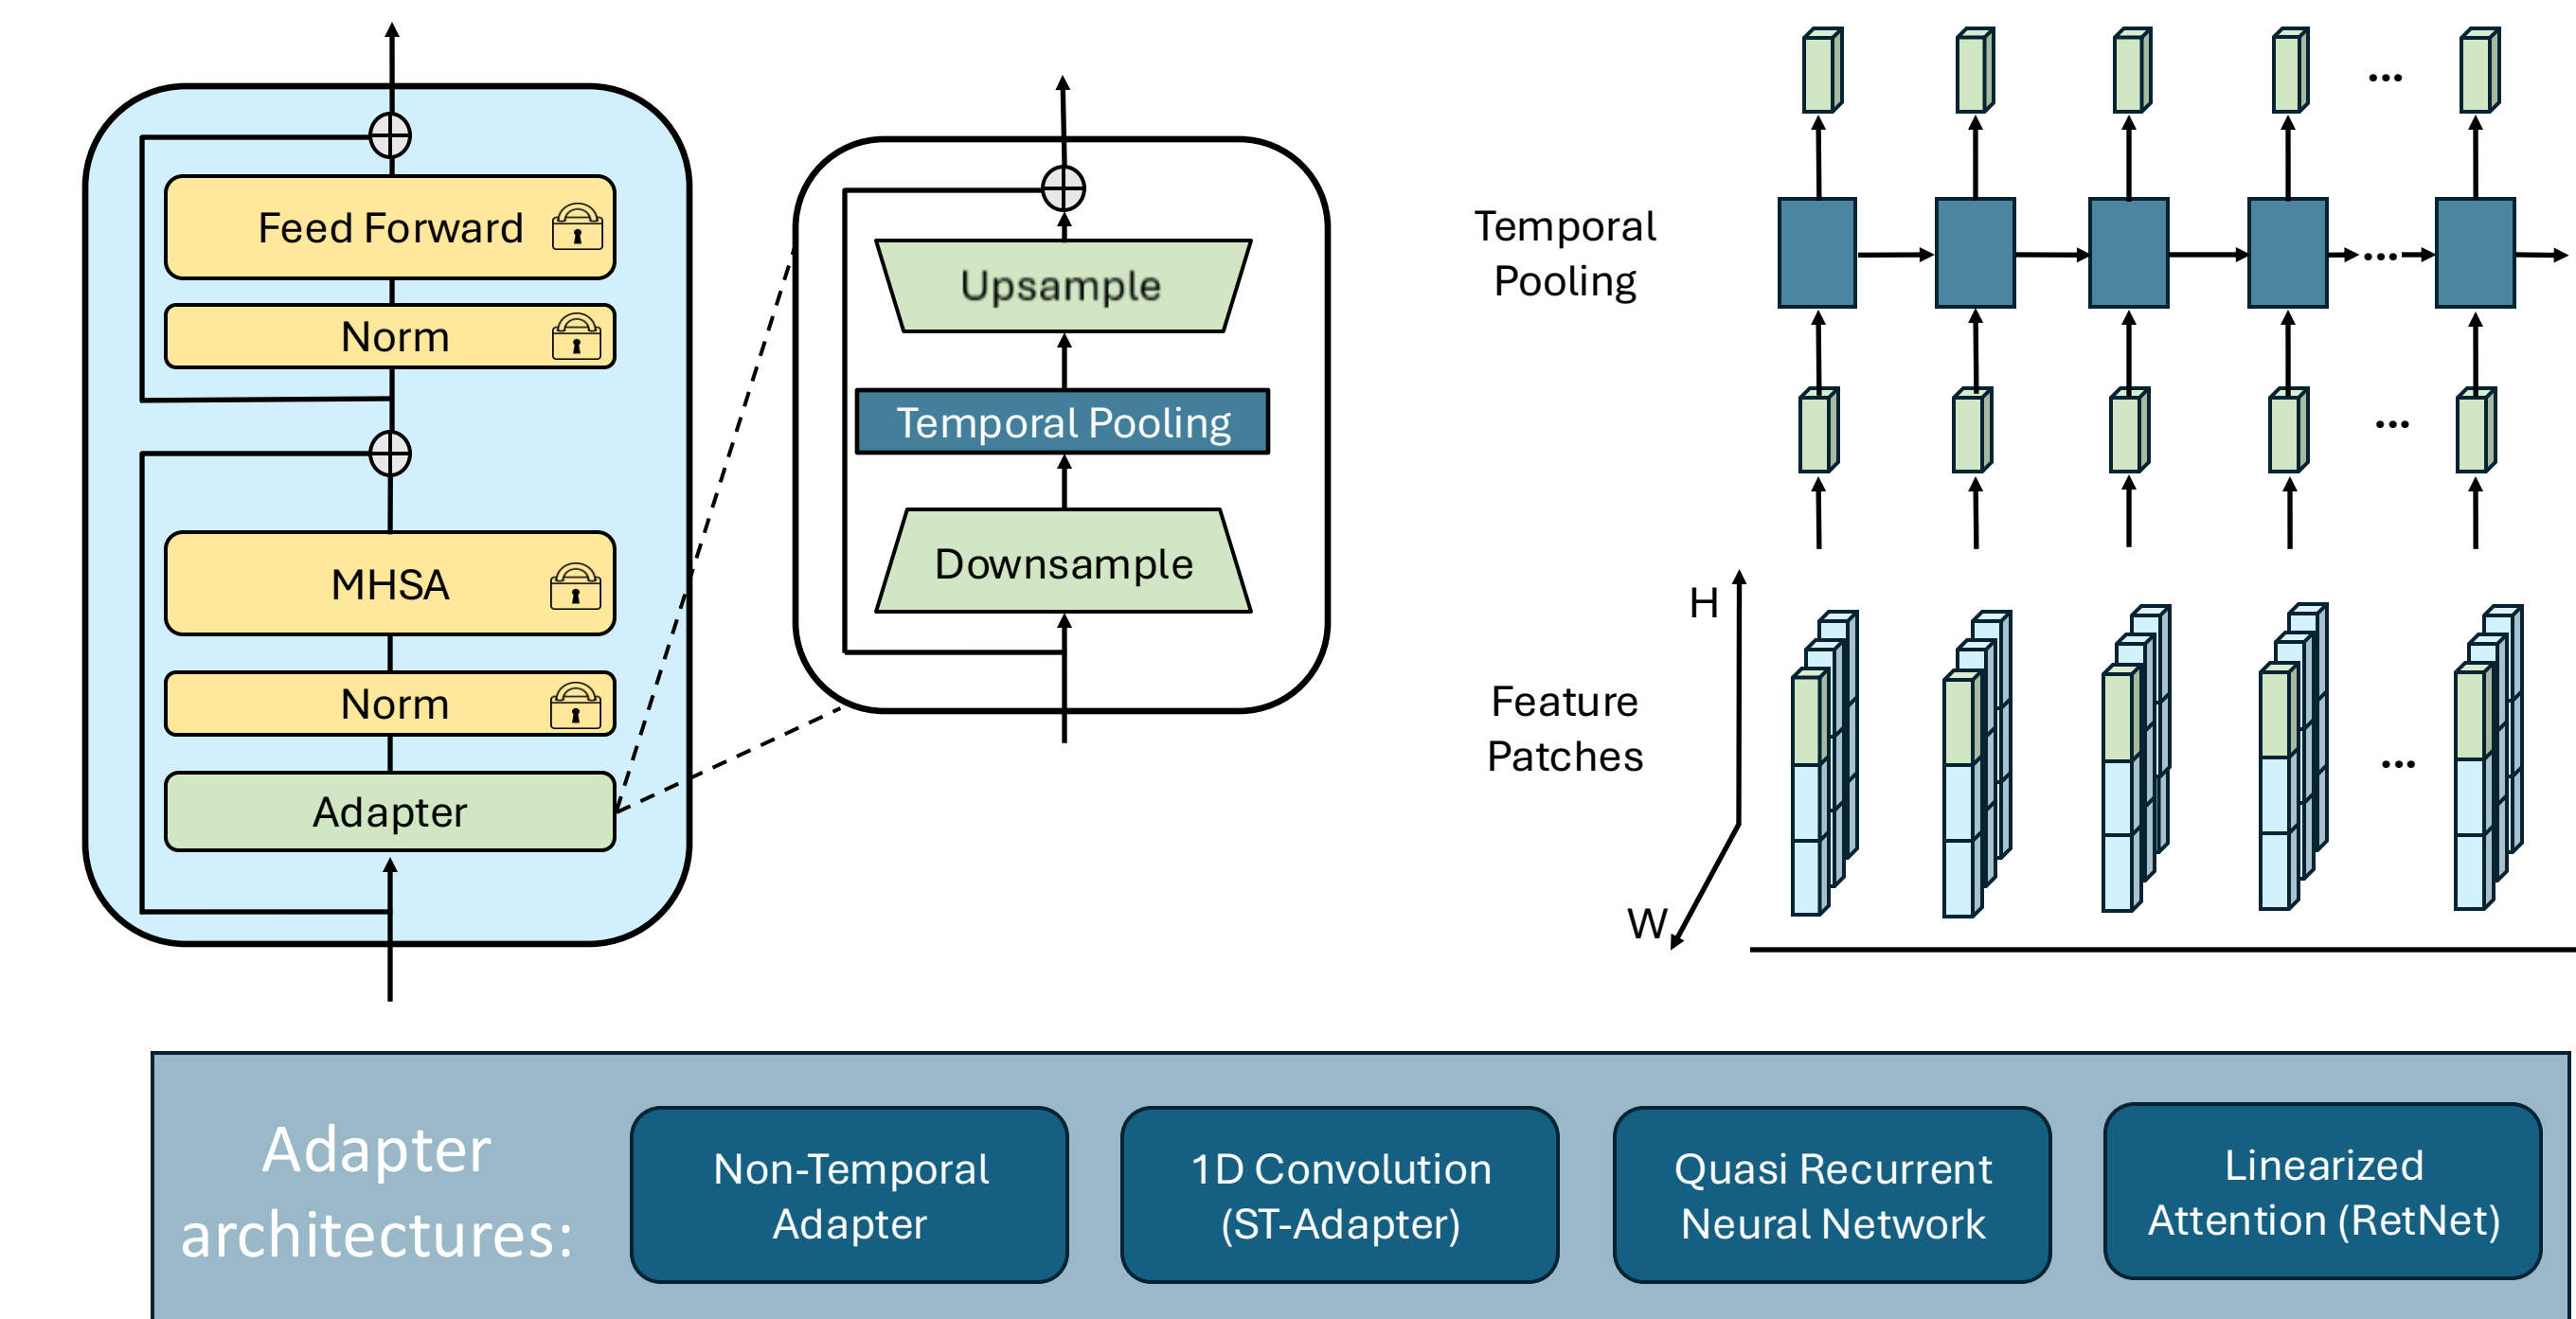 Feed Forward
Norm
MHSA
Norm
Adapter
Upsample
Temporal Pooling
Downsample
Temporal
Pooling
...
...
...
H
Feature
Patches
...
W
Adapter
architectures:
Non-Temporal
Adapter
1D Convolution
(ST-Adapter)
Quasi Recurrent
Neural Network
Linearized
Attention (RetNet)